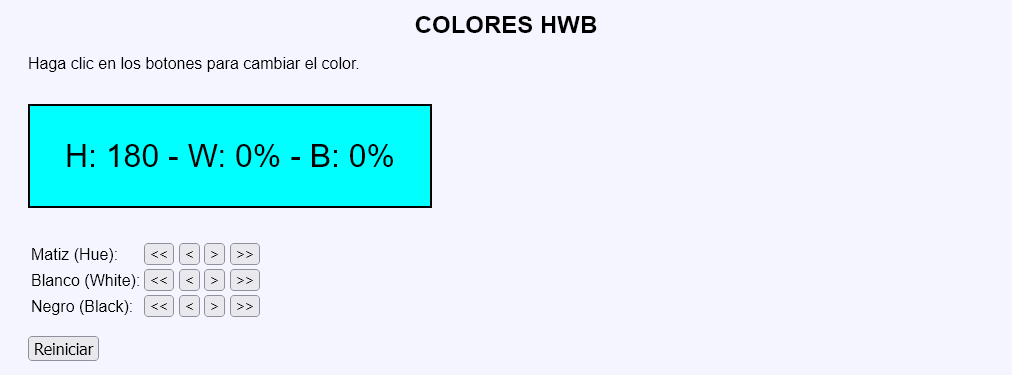 COLORES HWB
Haga clic en los botones para cambiar el color.
H: 180 - W: 0% - B: 0%
Matiz (Hue): << < > >>
Blanco (White): << < > >>
Negro (Black): << < > >>
Reiniciar